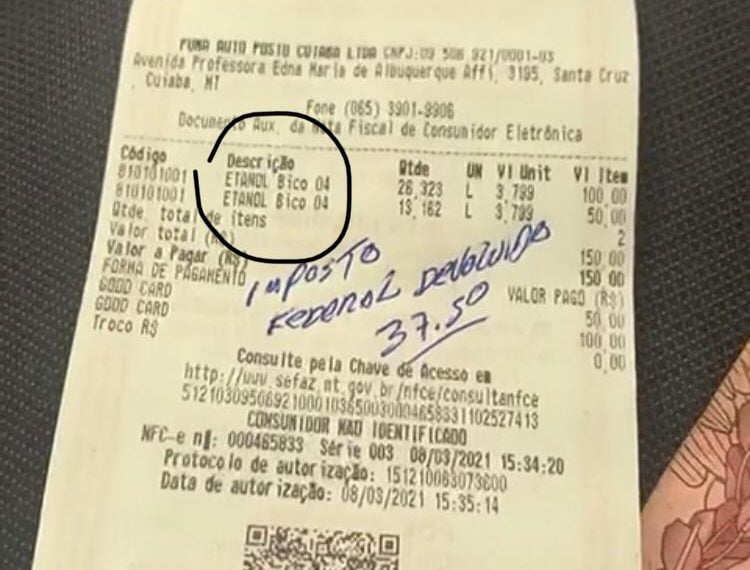 PUMA AUTO POSTO CUIABA LTDA CNPJ:09 506 921/0001-93
Avenida Professora Edna Maria de Albuquerque Affi, 3195, Santa Cruz
, Cuiaba, MT
Fone (065) 3901-9906
Documento Aux. da Nota Fiscal de Consumidor Eletrônica
Código Descrição Qtde UN Vl Unit Vl Item
810101001 ETANOL Bico 04 26,323 L 3,799 100,00
810101001 ETANOL Bico 04 13,162 L 3,799 50,00
Qtde. total de itens 2
Valor total (R$) 150,00
Valor a Pagar (R$) 150,00
FORMA DE PAGAMENTO VALOR PAGO (R$)
GOOD CARD 50,00
GOOD CARD 100,00
Troco R$ 0,00
IMPOSTO
FEDERAL DEVOLVIDO
37.50
Consulte pela Chave de Acesso em
http://www.sefaz.mt.gov.br/nfce/consultanfce
51210309506921000103650030004658331102527413
CONSUMIDOR NAO IDENTIFICADO
NFC-e nº: 000465833 Série 003 08/03/2021 15:34:20
Protocolo de autorização: 151210063073600
Data de autorização: 08/03/2021 15:35:14